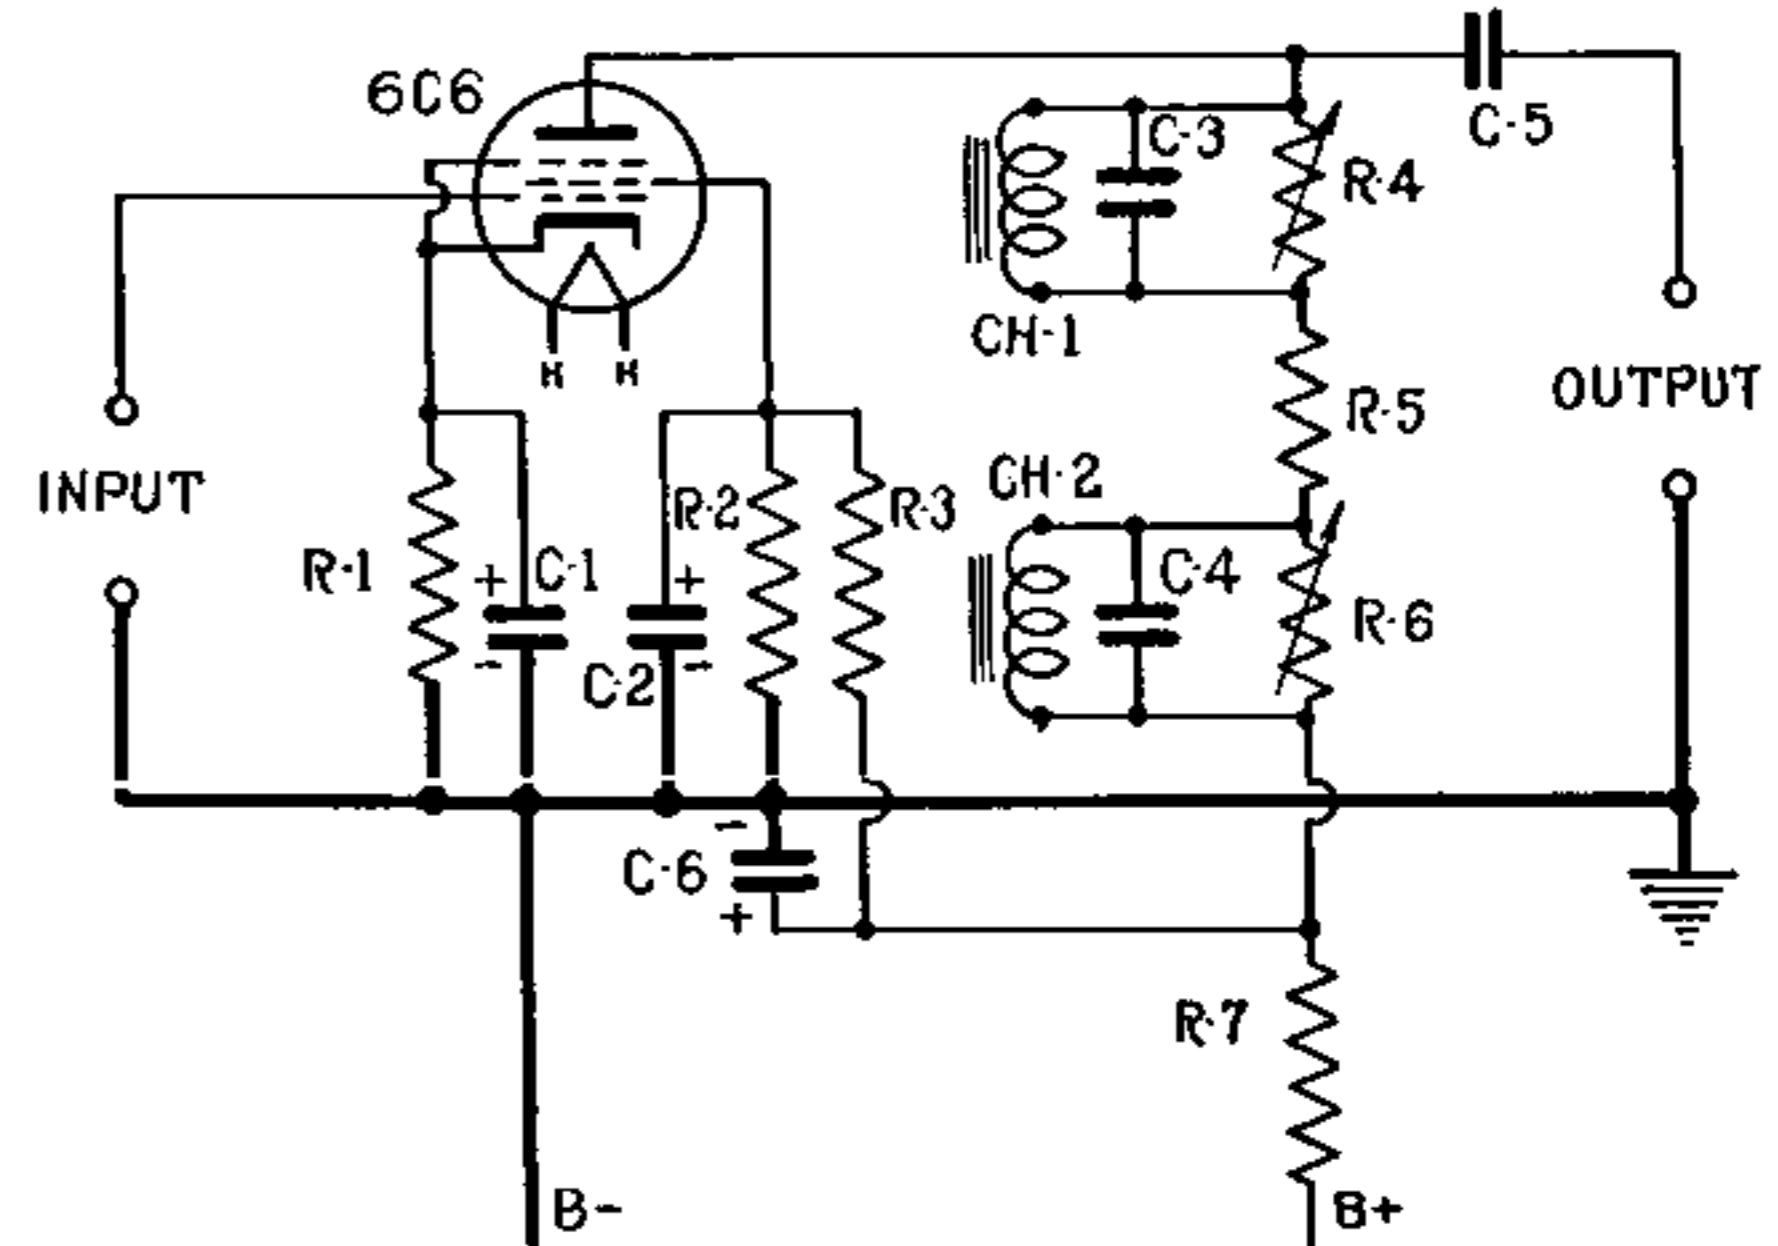 6C6
C-5
C-3
R-4
CH-1
H H
OUTPUT
R-5
INPUT
CH-2
R-2
R-3
R-1
+ C-1
+
C-4
R-6
-
C-2 -
-
C-6
+
R-7
B-
B+